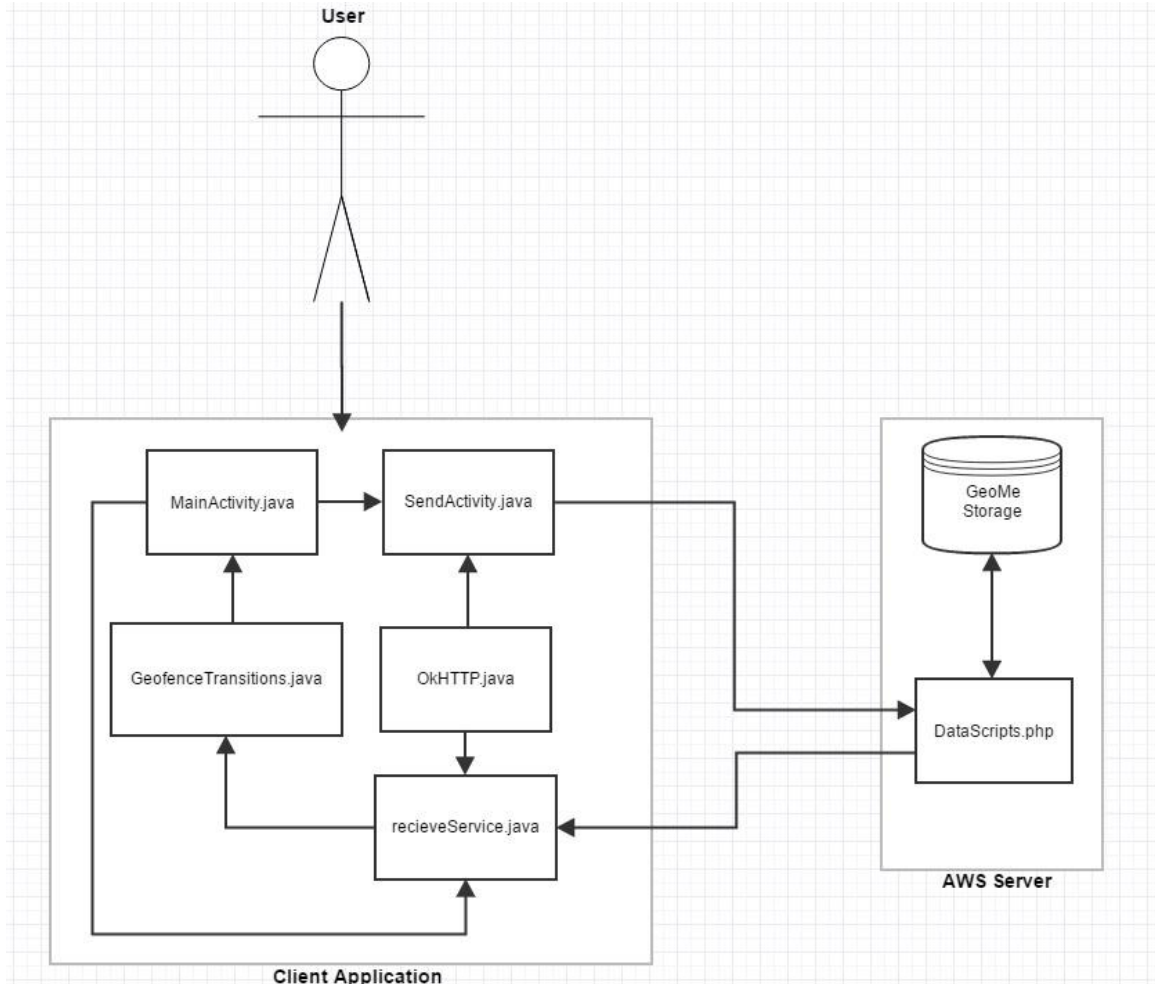 User
MainActivity.java
SendActivity.java
GeoMe
Storage
GeofenceTransitions.java
OkHTTP.java
DataScripts.php
recieveService.java
AWS Server
Client Application